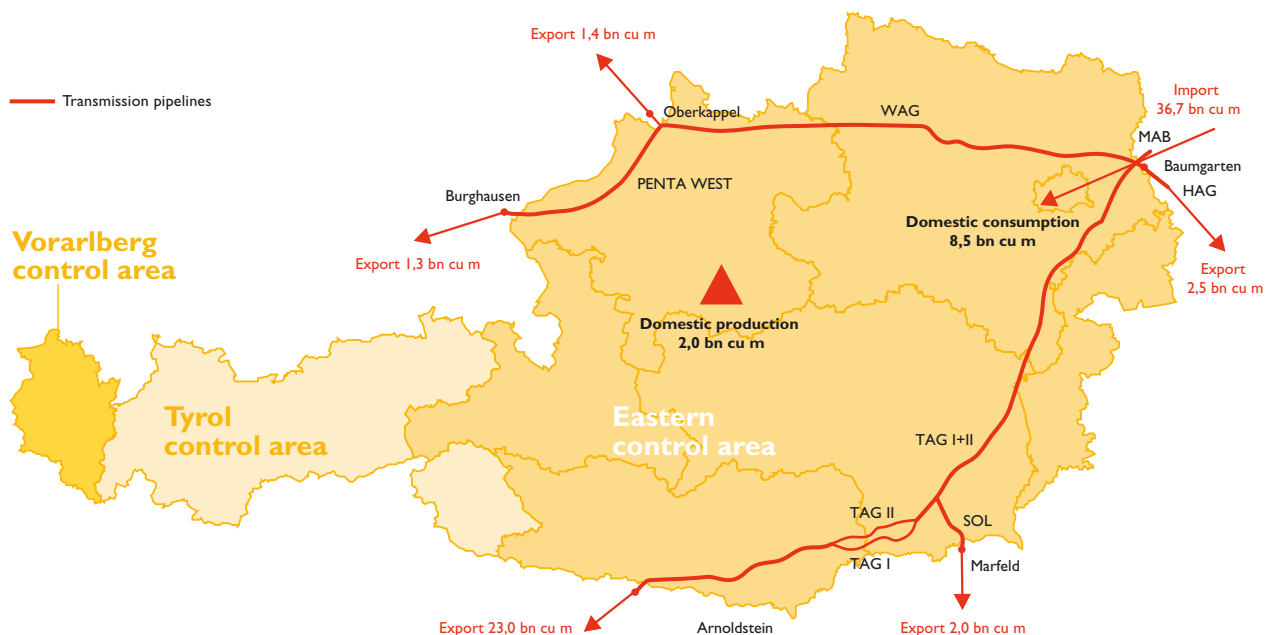 Export 1,4 bn cu m
Transmission pipelines
Oberkappel
WAG
Import
36,7 bn cu m
MAB
Baumgarten
HAG
PENTA WEST
Burghausen
Domestic consumption
8,5 bn cu m
Vorarlberg
control area
Export 1,3 bn cu m
Export
2,5 bn cu m
Domestic production
2,0 bn cu m
Tyrol
control area
Eastern
control area
TAG I+II
TAG II
SOL
TAG I
Marfeld
Export 23,0 bn cu m
Arnoldstein
Export 2,0 bn cu m